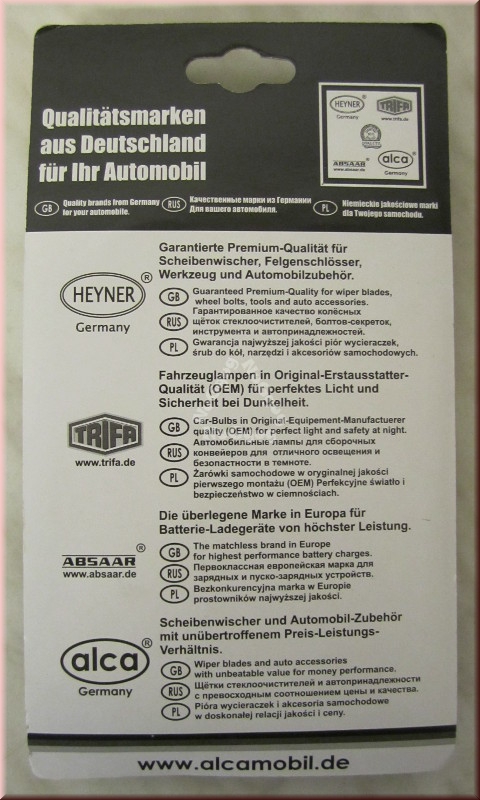 Qualitätsmarken
aus Deutschland
für Ihr Automobil
HEYNER ®
Germany
TRIFA
www.trifa.de
ABSAAR ®
www.absaar.de
alca ®
Germany
GB Quality brands from Germany
for your automobile.
RUS Качественные марки из Германии
Для вашего автомобиля.
PL Niemieckie jakościowe marki
dla Twojego samochodu.
HEYNER ®
Germany
Garantierte Premium-Qualität für
Scheibenwischer, Felgenschlösser,
Werkzeug und Automobilzubehör.
GB Guaranteed Premium-Quality for wiper blades,
wheel bolts, tools and auto accessories.
RUS Гарантированное качество колёсных
щёток стеклоочистителей, болтов-секреток,
инструмента и автопринадлежностей.
PL Gwarancja najwyższej jakości piór wycieraczek,
śrub do kół, narzędzi i akcesoriów samochodowych.
TRIFA
www.trifa.de
Fahrzeuglampen in Original-Erstausstatter-
Qualität (OEM) für perfektes Licht und
Sicherheit bei Dunkelheit.
GB Car-Bulbs in Original-Equipement-Manufactuerer
quality (OEM) for perfect light and safety at night.
RUS Автомобильные лампы для сборочных
конвейеров для отличного освещения и
безопастности в темноте.
PL Żarówki samochodowe w oryginalnej jakości
pierwszego montażu (OEM) Perfekcyjne światło i
bezpieczeństwo w ciemnościach.
ABSAAR ®
www.absaar.de
Die überlegene Marke in Europa für
Batterie-Ladegeräte von höchster Leistung.
GB The matchless brand in Europe
for highest performance battery charges.
RUS Первоклассная европейская марка для
зарядных и пуско-зарядных устройств.
PL Bezkonkurencyjna marka w Europie
prostowników najwyższej jakości.
alca ®
Germany
Scheibenwischer und Automobil-Zubehör
mit unübertroffenem Preis-Leistungs-
Verhältnis.
GB Wiper blades and auto accessories
with unbeatable value for money performance.
RUS Щётки стеклоочистителей и автопринадлежности
с превосходным соотношением цены и качества.
PL Pióra wycieraczek i akcesoria samochodowe
w doskonałej relacji jakości i ceny.
www.alcamobil.de